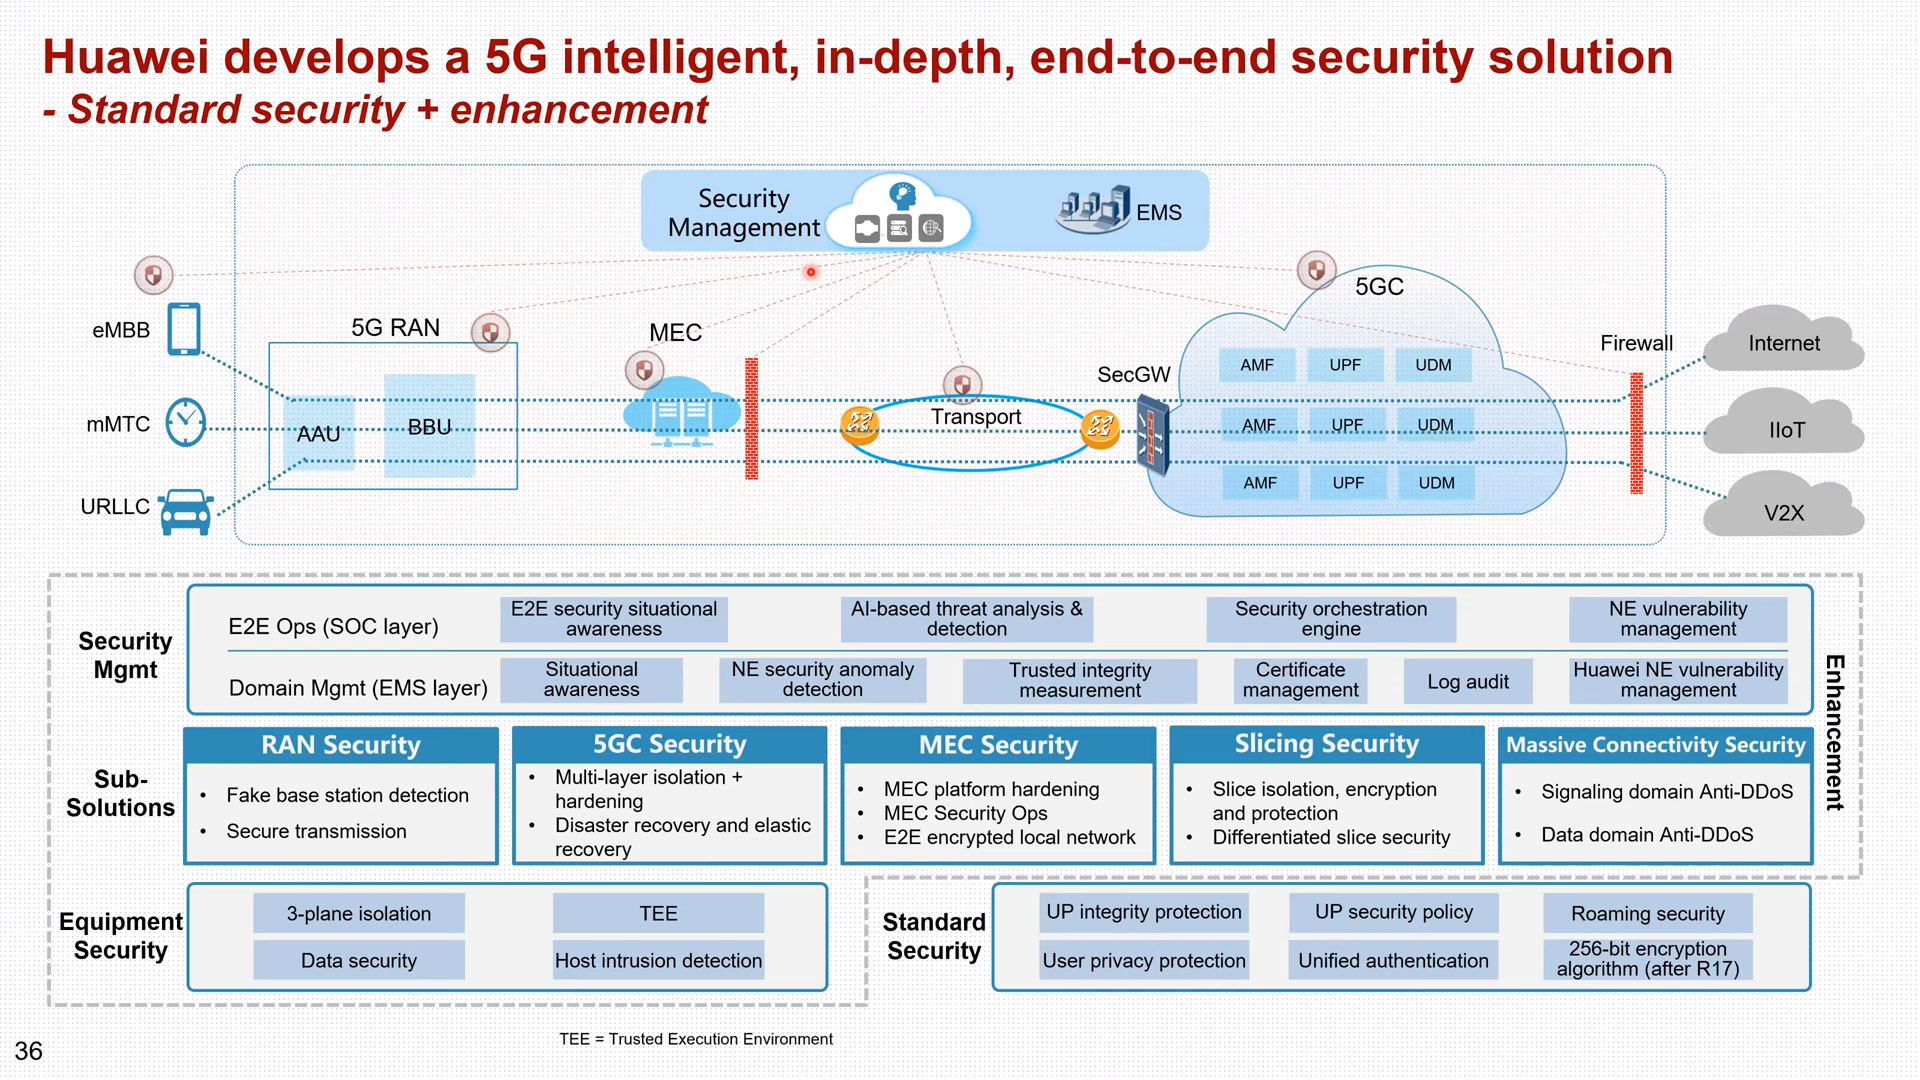 Huawei develops a 5G intelligent, in-depth, end-to-end security solution
- Standard security + enhancement
Security
Management
EMS
5GC
eMBB
5G RAN
MEC
Firewall
Internet
SecGW
AMF
UPF
UDM
mMTC
AAU
BBU
Transport
AMF
UPF
UDM
IIoT
URLLC
AMF
UPF
UDM
V2X
Security
Mgmt
E2E Ops (SOC layer)
E2E security situational
awareness
AI-based threat analysis &
detection
Security orchestration
engine
NE vulnerability
management
Domain Mgmt (EMS layer)
Situational
awareness
NE security anomaly
detection
Trusted integrity
measurement
Certificate
management
Log audit
Huawei NE vulnerability
management
Enhancement
Sub-
Solutions
RAN Security
• Fake base station detection
• Secure transmission
5GC Security
• Multi-layer isolation +
hardening
• Disaster recovery and elastic
recovery
MEC Security
• MEC platform hardening
• MEC Security Ops
• E2E encrypted local network
Slicing Security
• Slice isolation, encryption
and protection
• Differentiated slice security
Massive Connectivity Security
• Signaling domain Anti-DDoS
• Data domain Anti-DDoS
Equipment
Security
3-plane isolation
TEE
Data security
Host intrusion detection
Standard
Security
UP integrity protection
UP security policy
Roaming security
User privacy protection
Unified authentication
256-bit encryption
algorithm (after R17)
TEE = Trusted Execution Environment
36